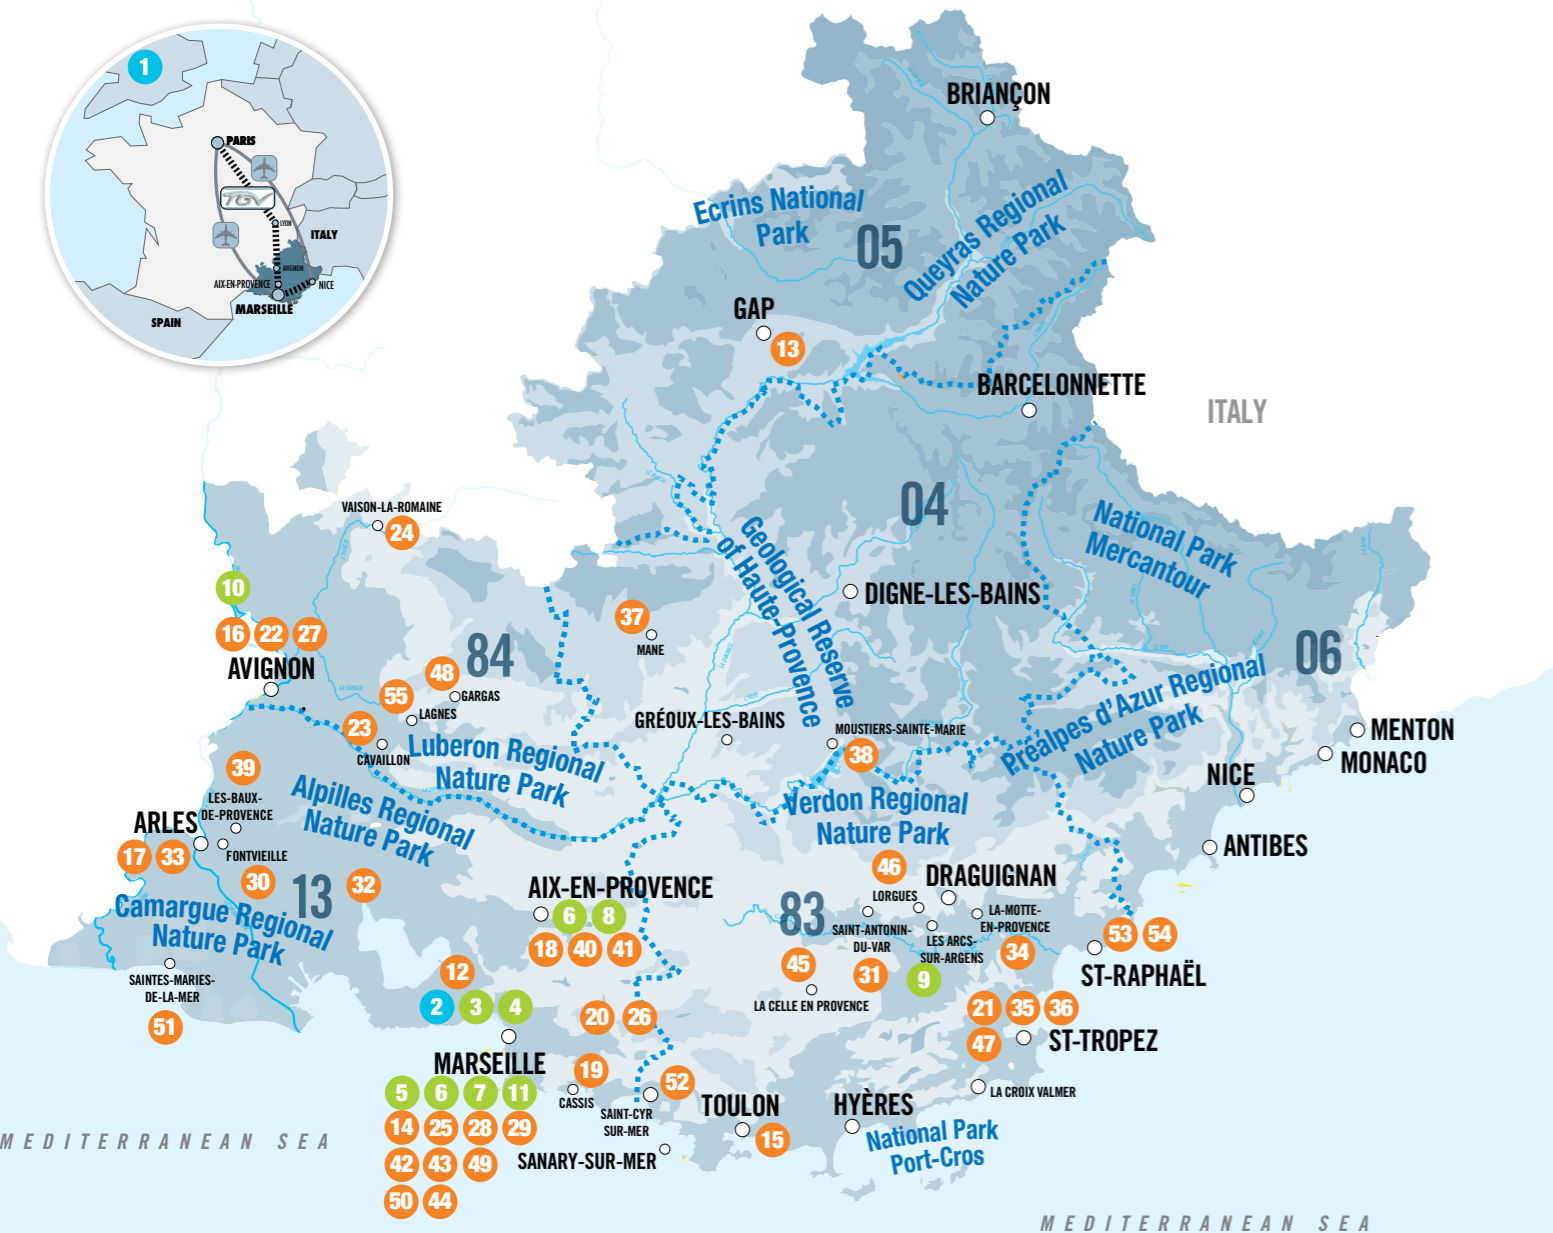 1
PARIS
TGV
LYON
ITALY
AVIGNON
AIX-EN-PROVENCE
NICE
MARSEILLE
SPAIN
BRIANÇON
Ecrins National
Park
05
Queyras Regional
Nature Park
GAP
13
BARCELONNETTE
ITALY
VAISON-LA-ROMAINE
24
04
Geological Reserve
of Haute-Provence
National Park
Mercantour
10
16 22 27
AVIGNON
84
37
MANE
DIGNE-LES-BAINS
06
48
GARGAS
55
LAGNES
23
CAVAILLON
Luberon Regional
Nature Park
GRÉOUX-LES-BAINS
MOUSTIERS-SAINTE-MARIE
38
Préalpes d'Azur Regional
Nature Park
MENTON
MONACO
NICE
ANTIBES
39
LES-BAUX-
DE-PROVENCE
Alpilles Regional
Nature Park
ARLES
17 33
FONTVIEILLE
30
13
32
Verdon Regional
Nature Park
Camargue Regional
Nature Park
AIX-EN-PROVENCE
6 8
18 40 41
83
46
LORGUES
DRAGUIGNAN
SAINT-ANTONIN-
DU-VAR
31
LES ARCS-
SUR-ARGENS
9
LA-MOTTE-
EN-PROVENCE
34
53 54
ST-RAPHAËL
45
LA CELLE EN PROVENCE
SAINTES-MARIES-
DE-LA-MER
51
12
2 3 4
20 26
21 35 36
47
ST-TROPEZ
MARSEILLE
5 6 7 11
14 25 28 29
42 43 49
50 44
19
CASSIS
52
SAINT-CYR
SUR-MER
SANARY-SUR-MER
TOULON
15
HYÈRES
LA CROIX VALMER
National Park
Port-Cros
MEDITERRANEAN SEA
MEDITERRANEAN SEA